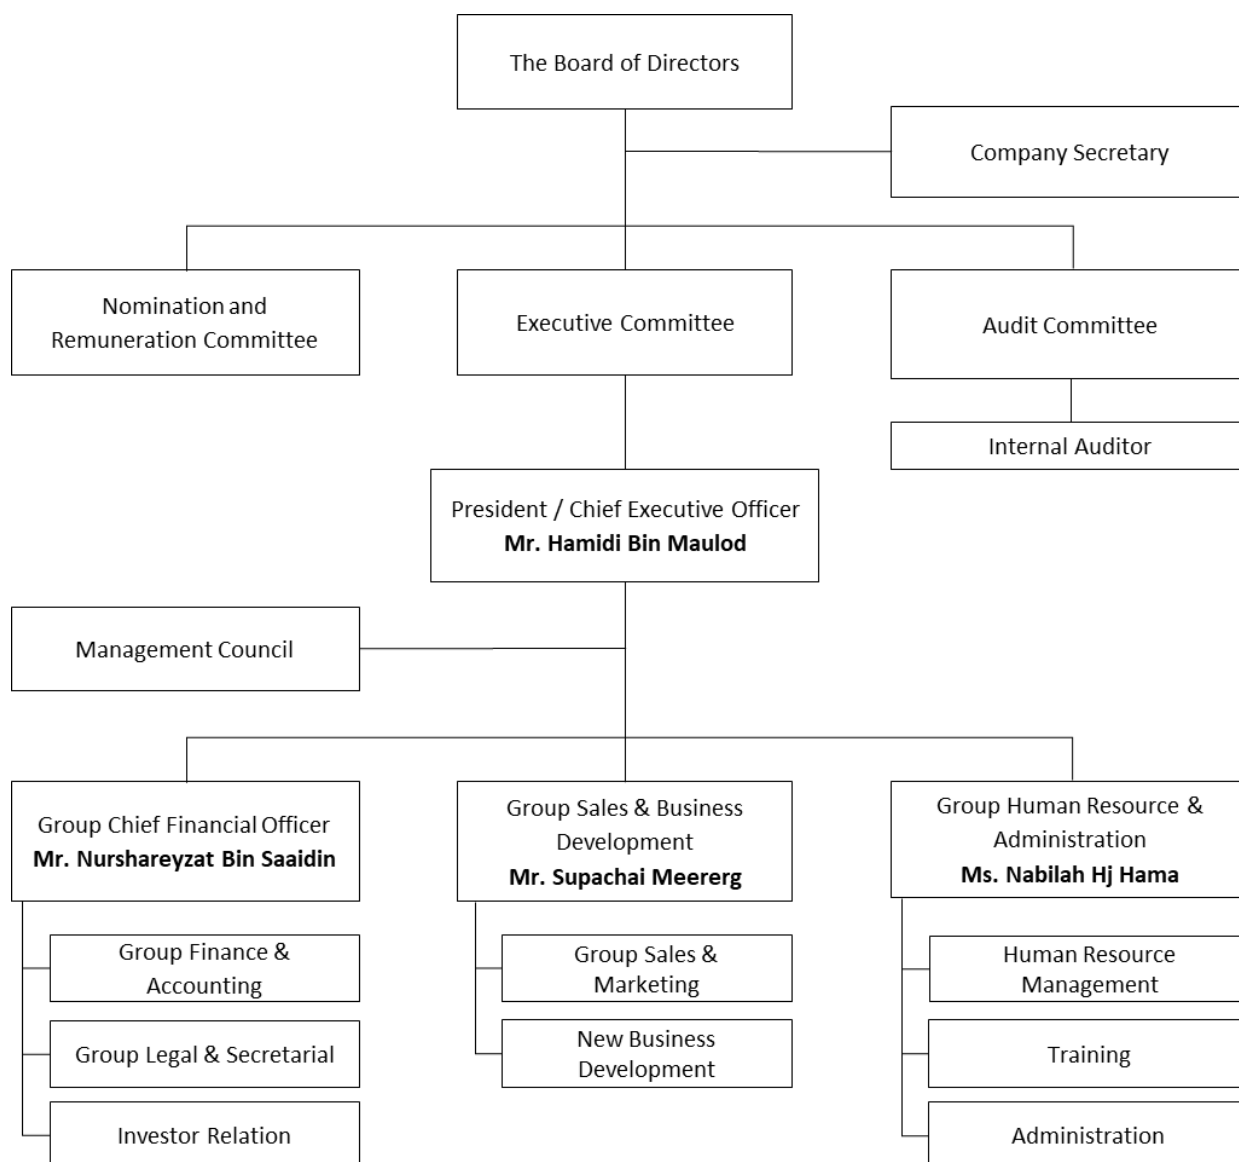 The Board of Directors
Company Secretary
Nomination and
Remuneration Committee
Executive Committee
Audit Committee
Internal Auditor
President / Chief Executive Officer
Mr. Hamidi Bin Maulod
Management Council
Group Chief Financial Officer
Mr. Nurshareyzat Bin Saaidin
Group Sales & Business
Development
Mr. Supachai Meererg
Group Human Resource &
Administration
Ms. Nabilah Hj Hama
Group Finance &
Accounting
Group Legal & Secretarial
Investor Relation
Group Sales &
Marketing
New Business
Development
Human Resource
Management
Training
Administration